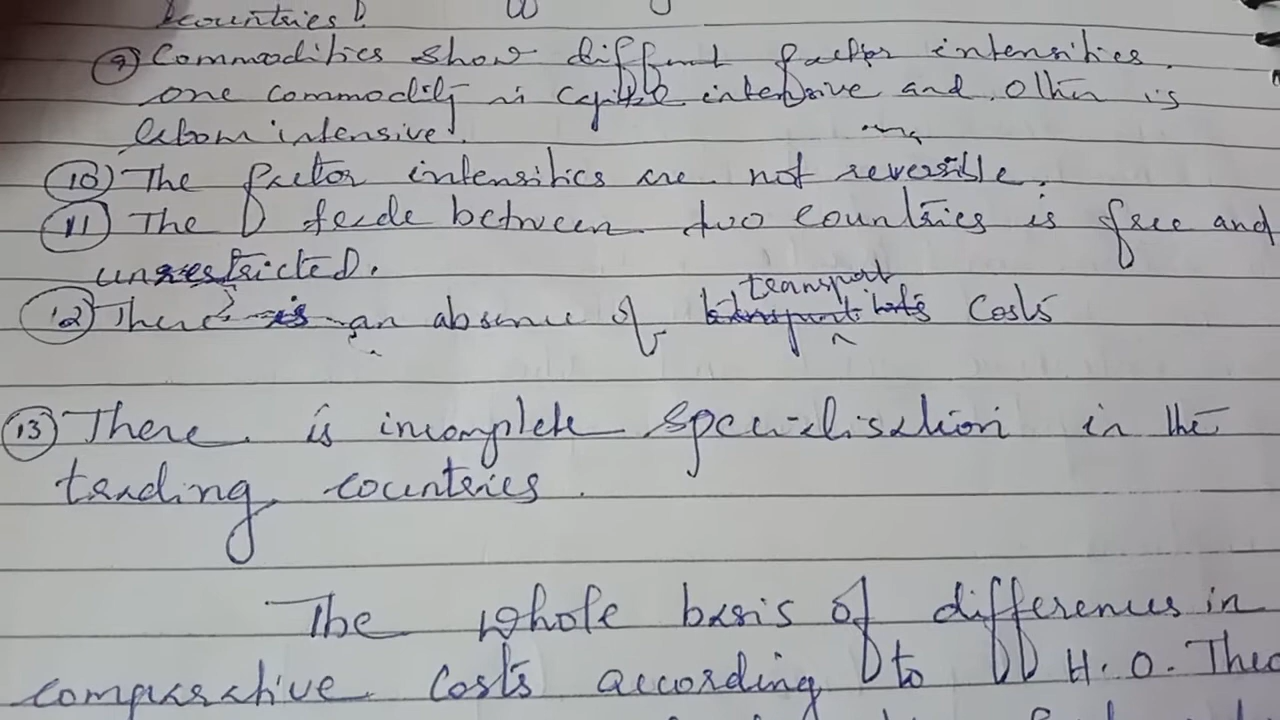 countries.
⑨ Commodities show different factor intensities.
one commodity is capital intensive and other is
labour intensive.
⑩ The factor intensities are not reversible.
⑪ The trade between two countries is free and
unrestricted.
transport
⑫ There is an absence of costs
⑬ There is incomplete specialisation in the
trading countries.
The whole basis of differences in
comparative costs according to H.O. Theo